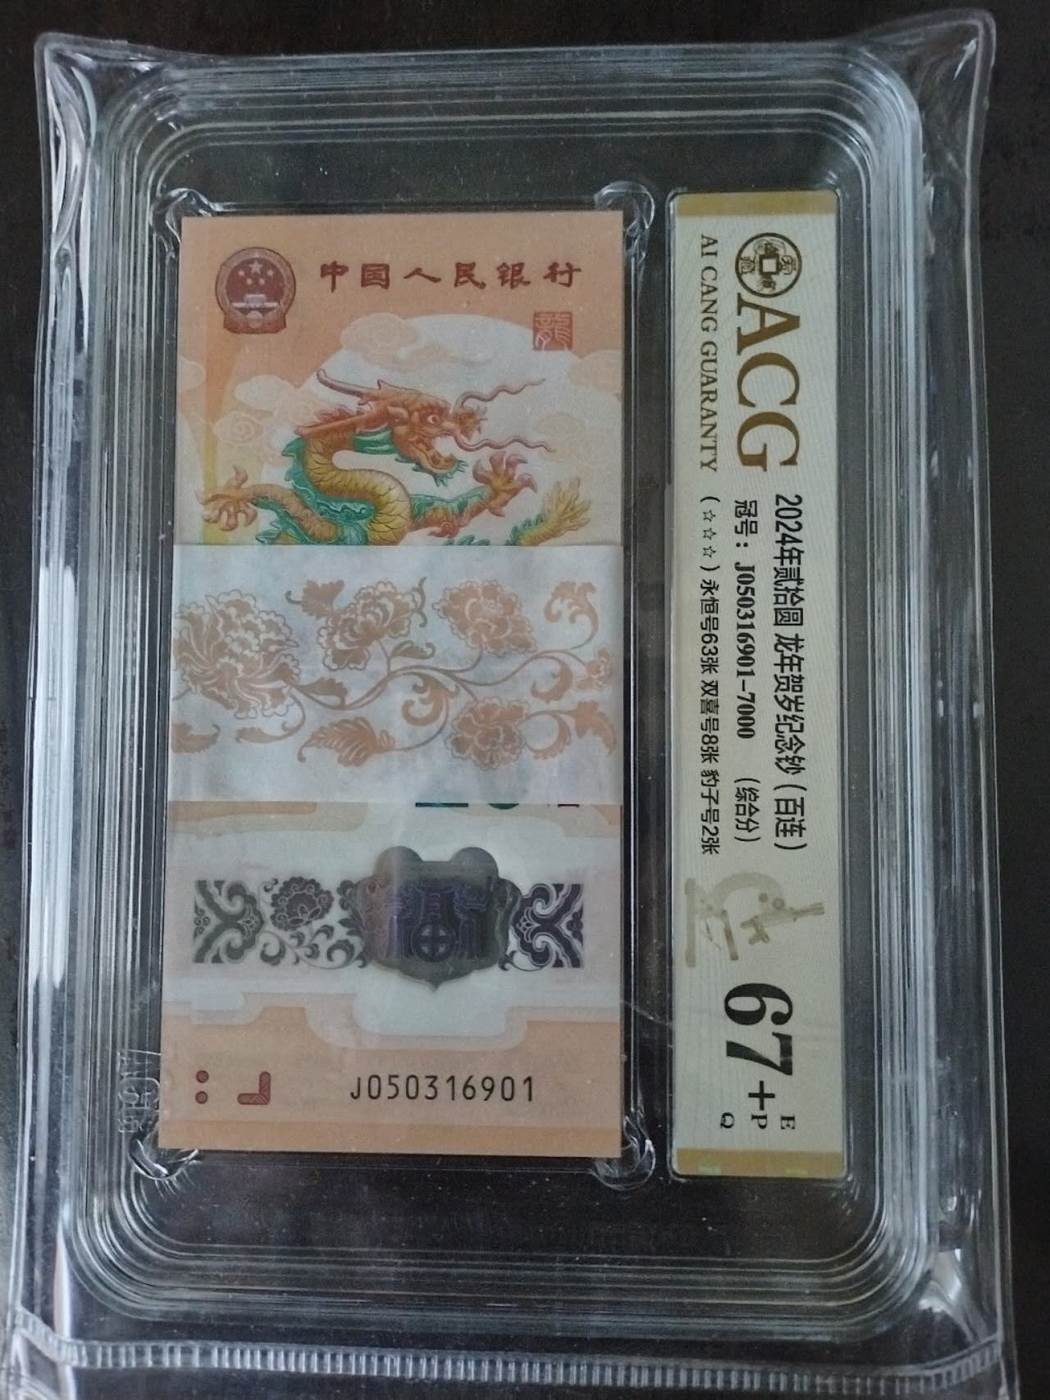 中国人民银行
龍
J050316901
ACG
AI CANG GUARANTY
2024年贰拾圆 龙年贺岁纪念钞（百连）
冠号：J050316901-7000 （综合分）
（☆☆☆）永恒号63张 双喜号8张 豹子号2张
67+
E
P
Q